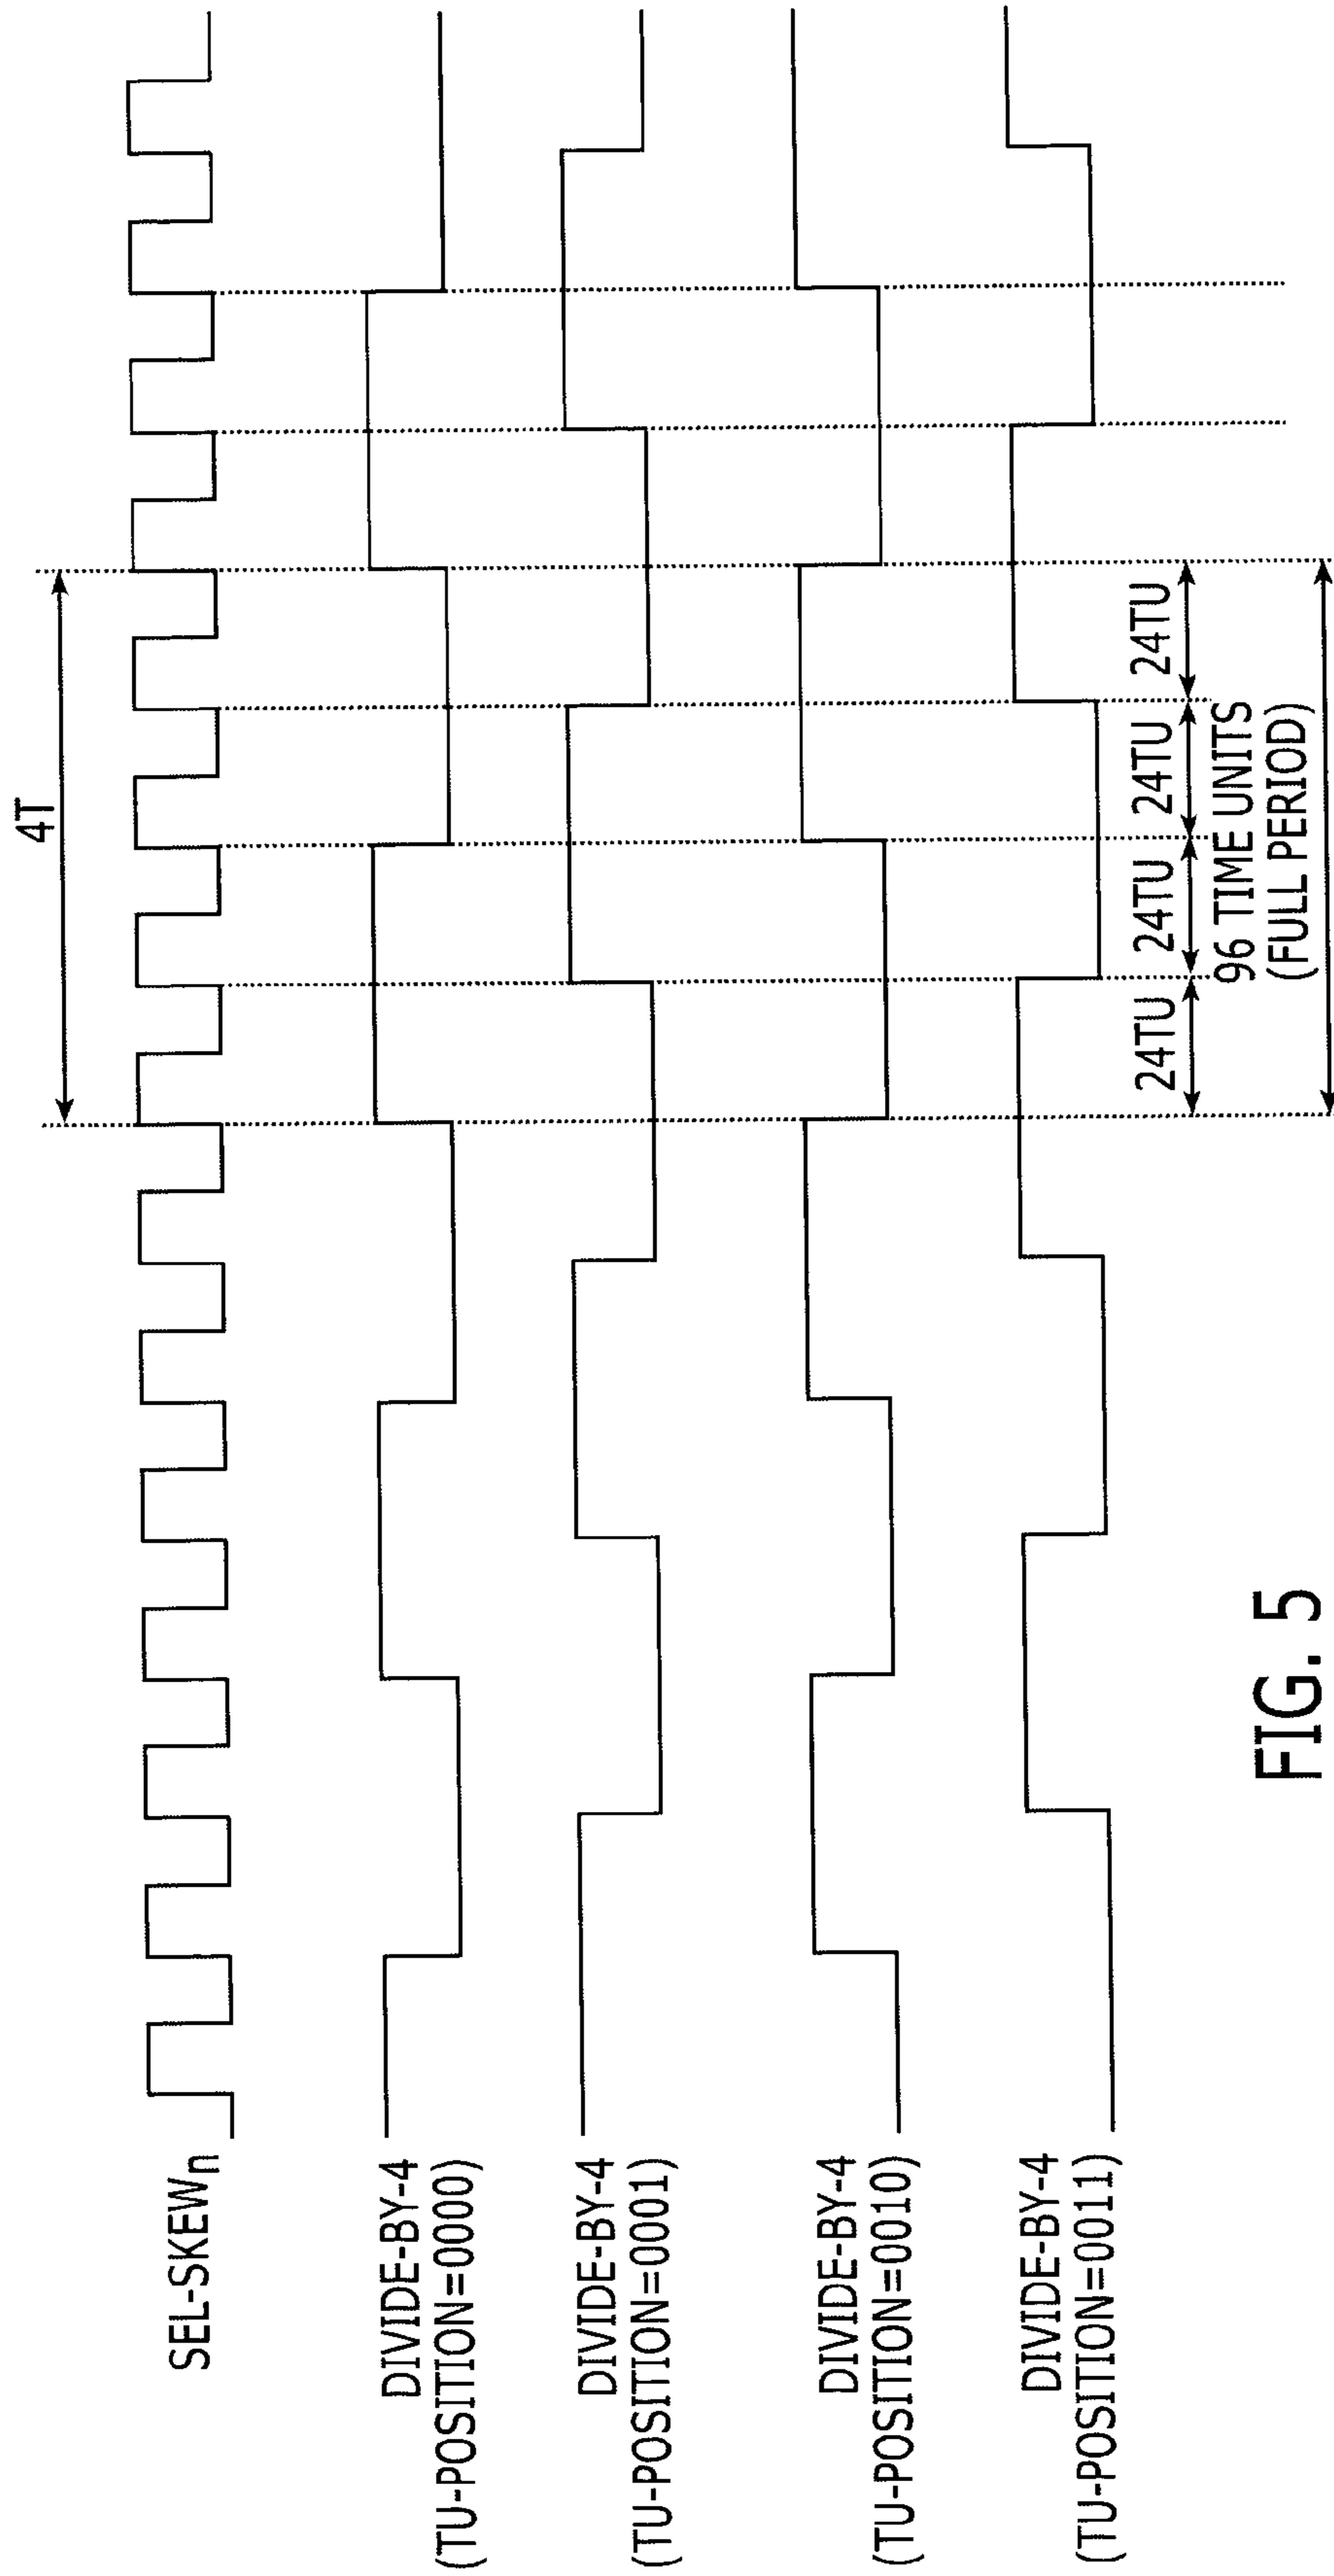 4T
SEL-SKEWn
DIVIDE-BY-4
(TU-POSITION=0000)
DIVIDE-BY-4
(TU-POSITION=0001)
DIVIDE-BY-4
(TU-POSITION=0010)
DIVIDE-BY-4
(TU-POSITION=0011)
24TU
24TU
24TU
24TU
96 TIME UNITS
(FULL PERIOD)
FIG. 5